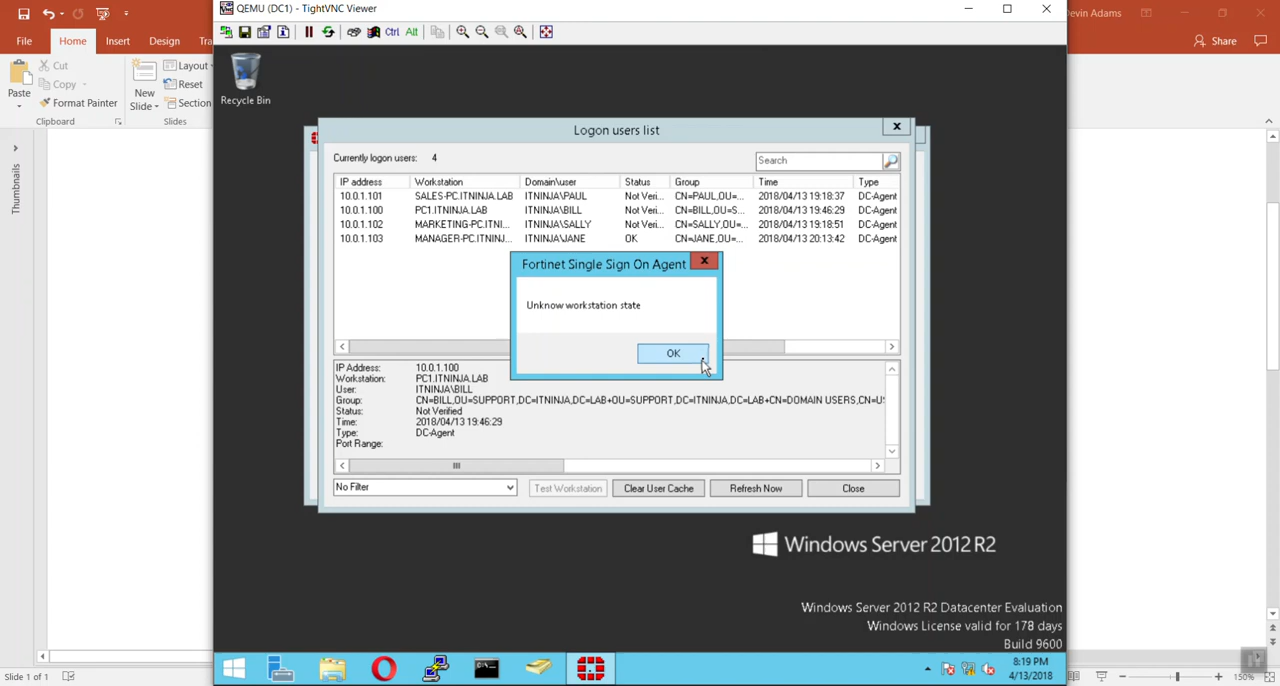 QEMU (DC1) - TightVNC Viewer
Devin Adams
File
Home
Insert
Design
Tra
Share
Ctrl
Alt
Paste
Cut
Copy
Format Painter
Clipboard
New
Slide
Layout
Reset
Section
Slides
Thumbnails
Recycle Bin
Logon users list
Currently logon users: 4
Search
IP address Workstation Domain\user Status Group Time Type
10.0.1.101 SALES-PC.ITNINJA.LAB ITNINJA\PAUL Not Veri... CN=PAUL,OU=... 2018/04/13 19:18:37 DC-Agent
10.0.1.100 PC1.ITNINJA.LAB ITNINJA\BILL Not Veri... CN=BILL,OU=S... 2018/04/13 19:46:29 DC-Agent
10.0.1.102 MARKETING-PC.ITNI... ITNINJA\SALLY Not Veri... CN=SALLY,OU=... 2018/04/13 19:18:51 DC-Agent
10.0.1.103 MANAGER-PC.ITNINJ... ITNINJA\JANE OK CN=JANE,OU=... 2018/04/13 20:13:42 DC-Agent
Fortinet Single Sign On Agent
Unknow workstation state
OK
IP Address: 10.0.1.100
Workstation: PC1.ITNINJA.LAB
User: ITNINJA\BILL
Group: CN=BILL,OU=SUPPORT,DC=ITNINJA,DC=LAB+OU=SUPPORT,DC=ITNINJA,DC=LAB+CN=DOMAIN USERS,CN=U
Status: Not Verified
Time: 2018/04/13 19:46:29
Type: DC-Agent
Port Range:
No Filter
Test Workstation
Clear User Cache
Refresh Now
Close
Windows Server 2012 R2
Windows Server 2012 R2 Datacenter Evaluation
Windows License valid for 178 days
Build 9600
8:19 PM
4/13/2018
Slide 1 of 1
150%